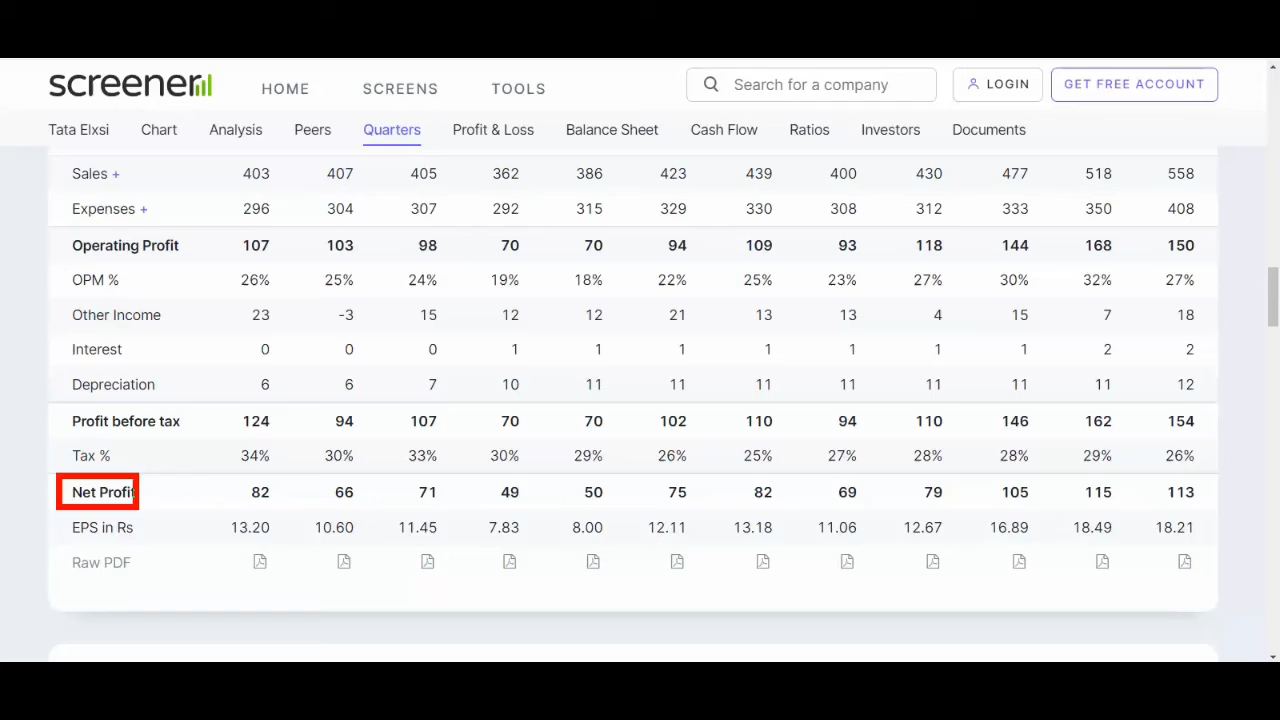 screener HOME SCREENS TOOLS Search for a company LOGIN GET FREE ACCOUNT
Tata Elxsi Chart Analysis Peers Quarters Profit & Loss Balance Sheet Cash Flow Ratios Investors Documents
Sales + 403 407 405 362 386 423 439 400 430 477 518 558
Expenses + 296 304 307 292 315 329 330 308 312 333 350 408
Operating Profit 107 103 98 70 70 94 109 93 118 144 168 150
OPM % 26% 25% 24% 19% 18% 22% 25% 23% 27% 30% 32% 27%
Other Income 23 -3 15 12 12 21 13 13 4 15 7 18
Interest 0 0 0 1 1 1 1 1 1 1 2 2
Depreciation 6 6 7 10 11 11 11 11 11 11 11 12
Profit before tax 124 94 107 70 70 102 110 94 110 146 162 154
Tax % 34% 30% 33% 30% 29% 26% 25% 27% 28% 28% 29% 26%
Net Profit 82 66 71 49 50 75 82 69 79 105 115 113
EPS in Rs 13.20 10.60 11.45 7.83 8.00 12.11 13.18 11.06 12.67 16.89 18.49 18.21
Raw PDF